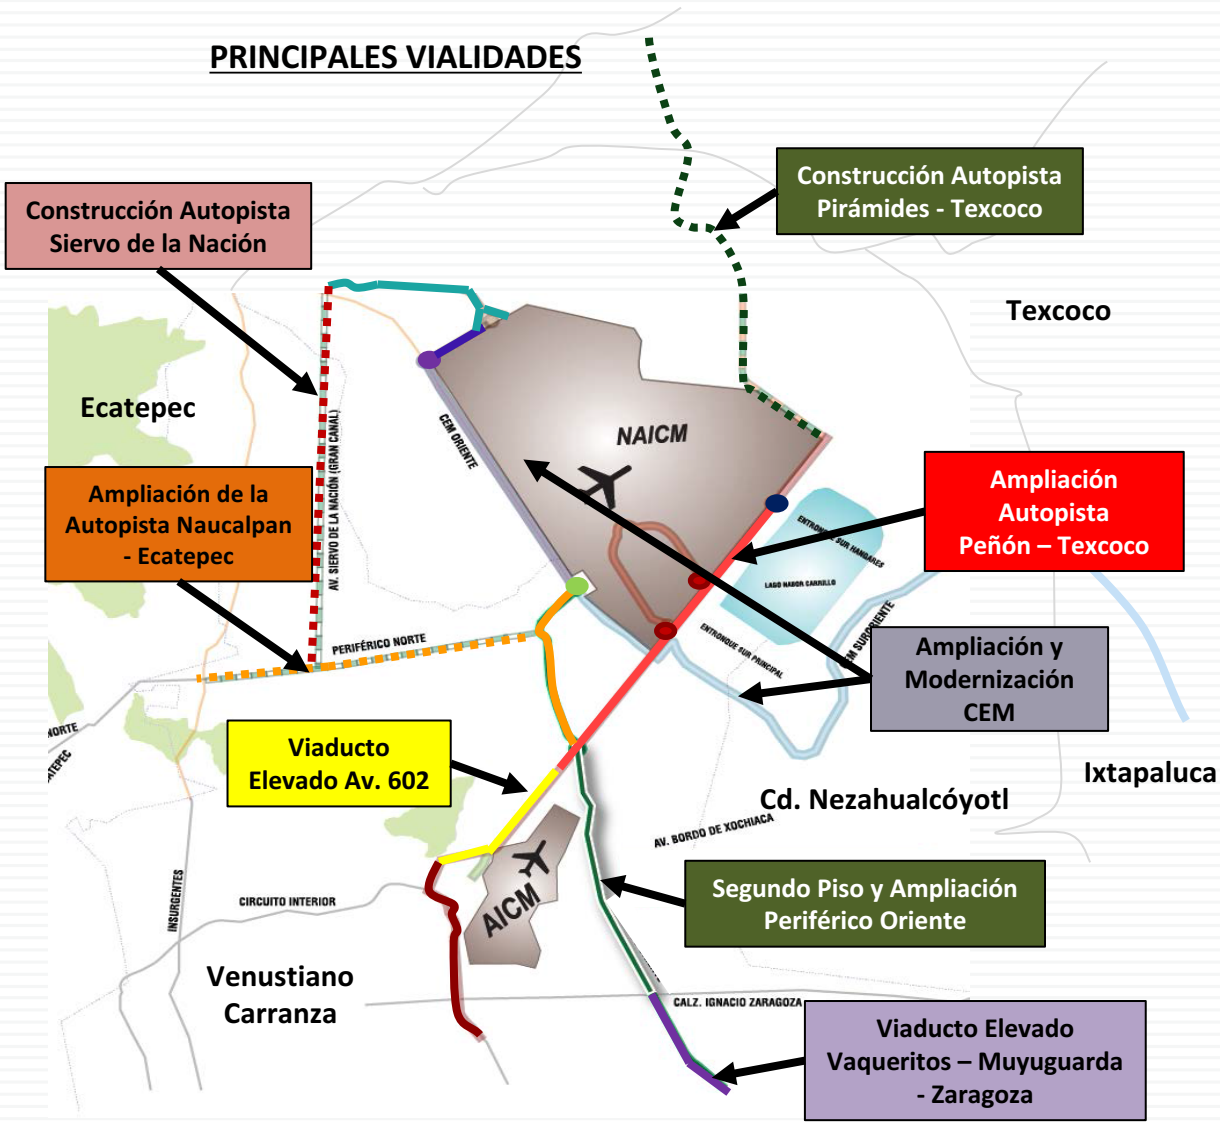 PRINCIPALES VIALIDADES
Construcción Autopista
Pirámides - Texcoco
Construcción Autopista
Siervo de la Nación
Texcoco
Ecatepec
CEM ORIENTE
NAICM
AV. SIERVO DE LA NACIÓN (GRAN CANAL)
Ampliación de la
Autopista Naucalpan
- Ecatepec
Ampliación
Autopista
Peñón – Texcoco
ENTRONQUE SUR HANGARES
LAGO NABOR CARRILLO
PERIFÉRICO NORTE
ENTRONQUE SUR PRINCIPAL
EM SURORIENTE
Ampliación y
Modernización
CEM
NORTE
ATEPEC
Viaducto
Elevado Av. 602
Ixtapaluca
Cd. Nezahualcóyotl
AV. BORDO DE XOCHIACA
AICM
INSURGENTES
CIRCUITO INTERIOR
Segundo Piso y Ampliación
Periférico Oriente
Venustiano
Carranza
CALZ. IGNACIO ZARAGOZA
Viaducto Elevado
Vaqueritos – Muyuguarda
- Zaragoza